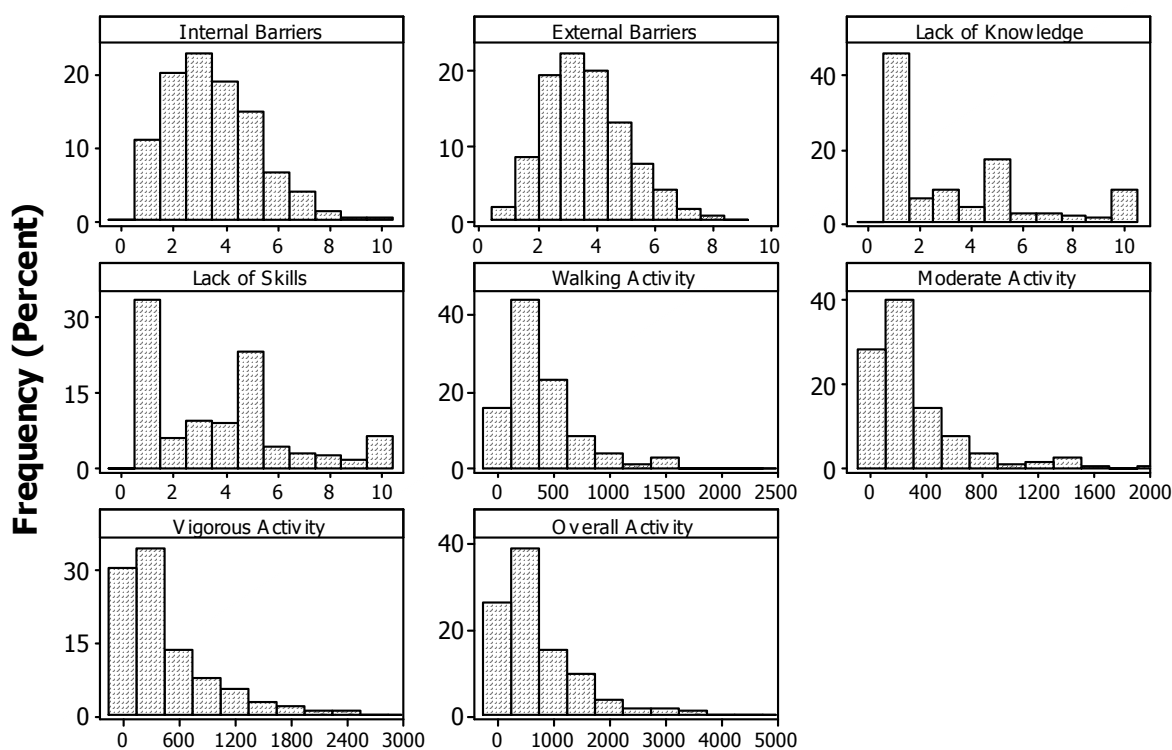 Frequency (Percent)
Internal Barriers
20
10
0
0 2 4 6 8 10
External Barriers
20
10
0
0 2 4 6 8 10
Lack of Knowledge
40
20
0
0 2 4 6 8 10
Lack of Skills
30
15
0
0 2 4 6 8 10
Walking Activity
40
20
0
0 500 1000 1500 2000 2500
Moderate Activity
40
20
0
0 400 800 1200 1600 2000
Vigorous Activity
30
15
0
0 600 1200 1800 2400 3000
Overall Activity
40
20
0
0 1000 2000 3000 4000 5000